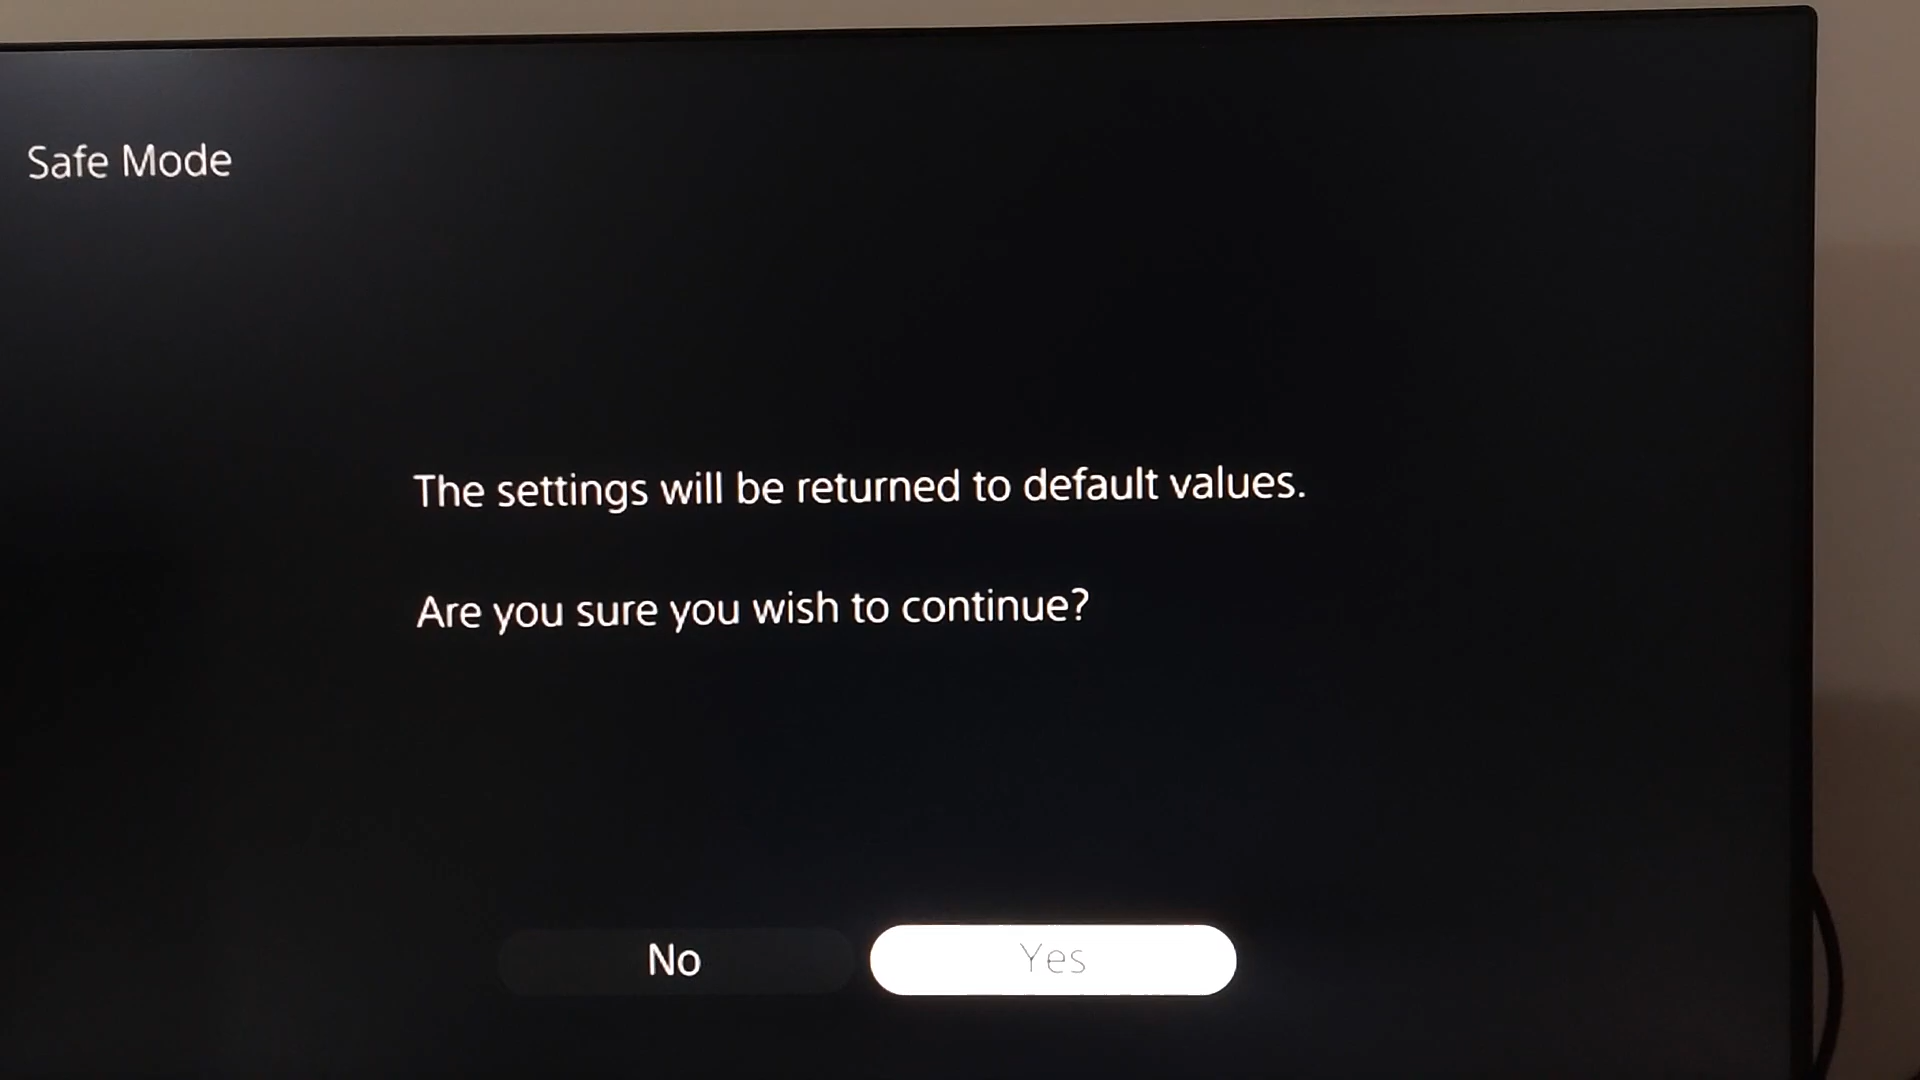 Safe Mode
The settings will be returned to default values.
Are you sure you wish to continue?
No
Yes